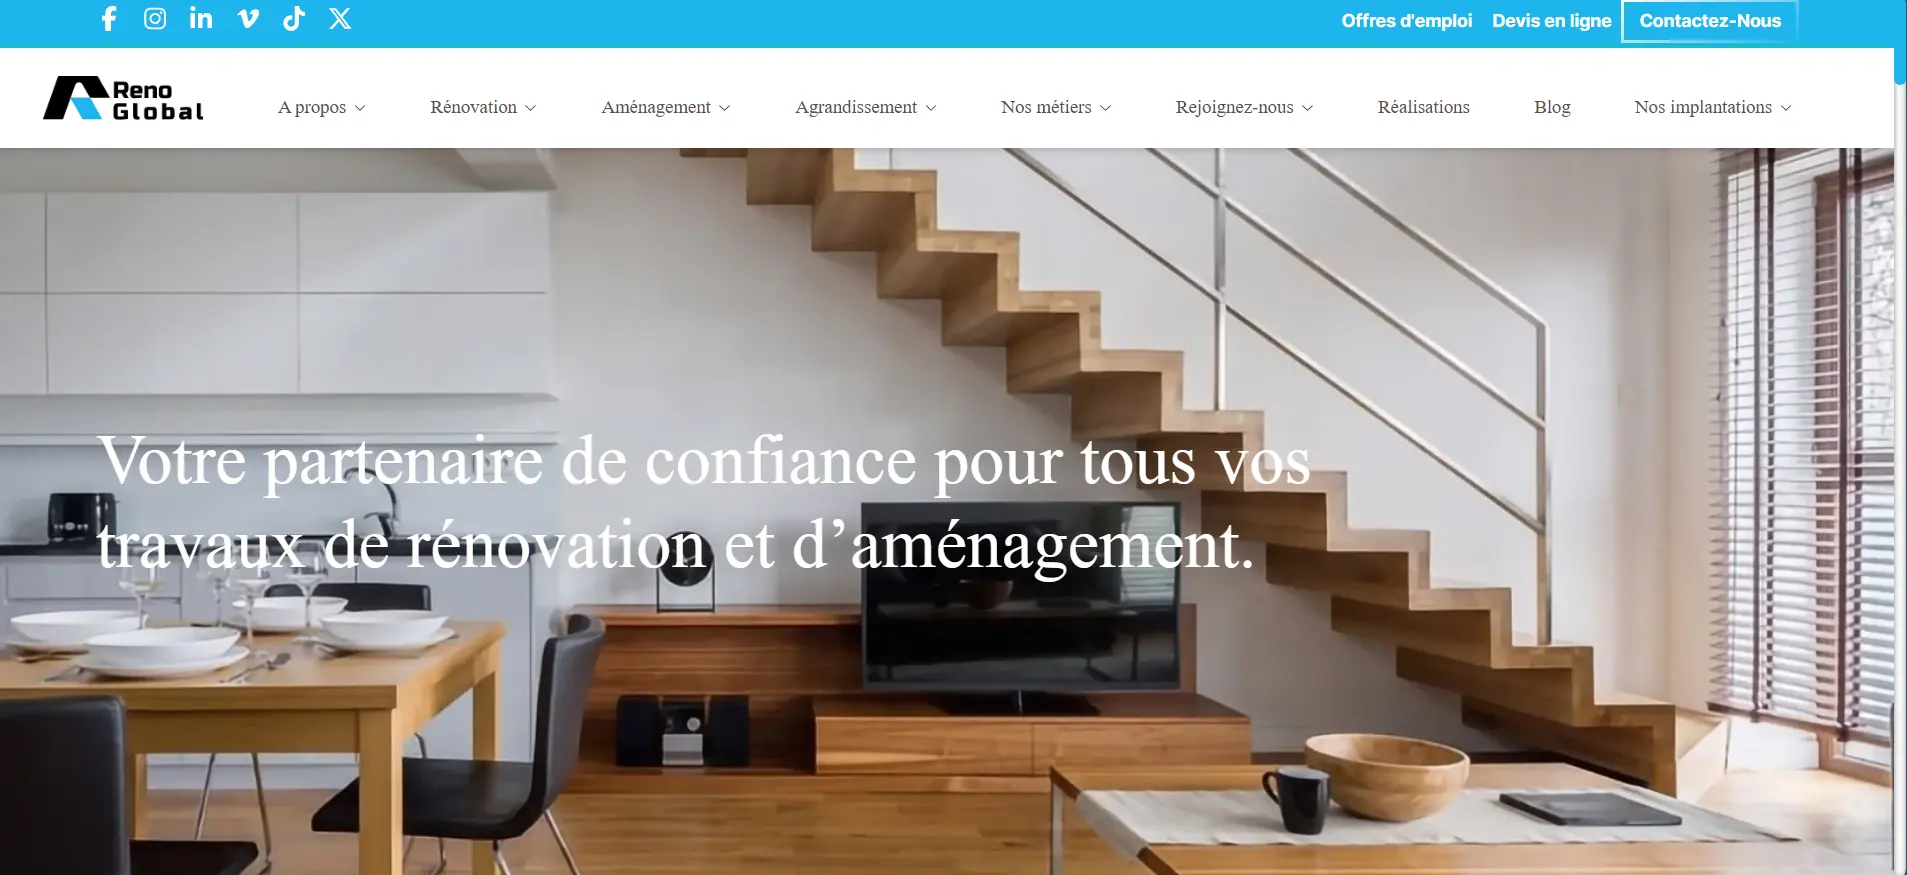 Offres d'emploi Devis en ligne Contactez-Nous
Reno
Global
A propos Rénovation Aménagement Agrandissement Nos métiers Rejoignez-nous Réalisations Blog Nos implantations
Votre partenaire de confiance pour tous vos
travaux de rénovation et d’aménagement.